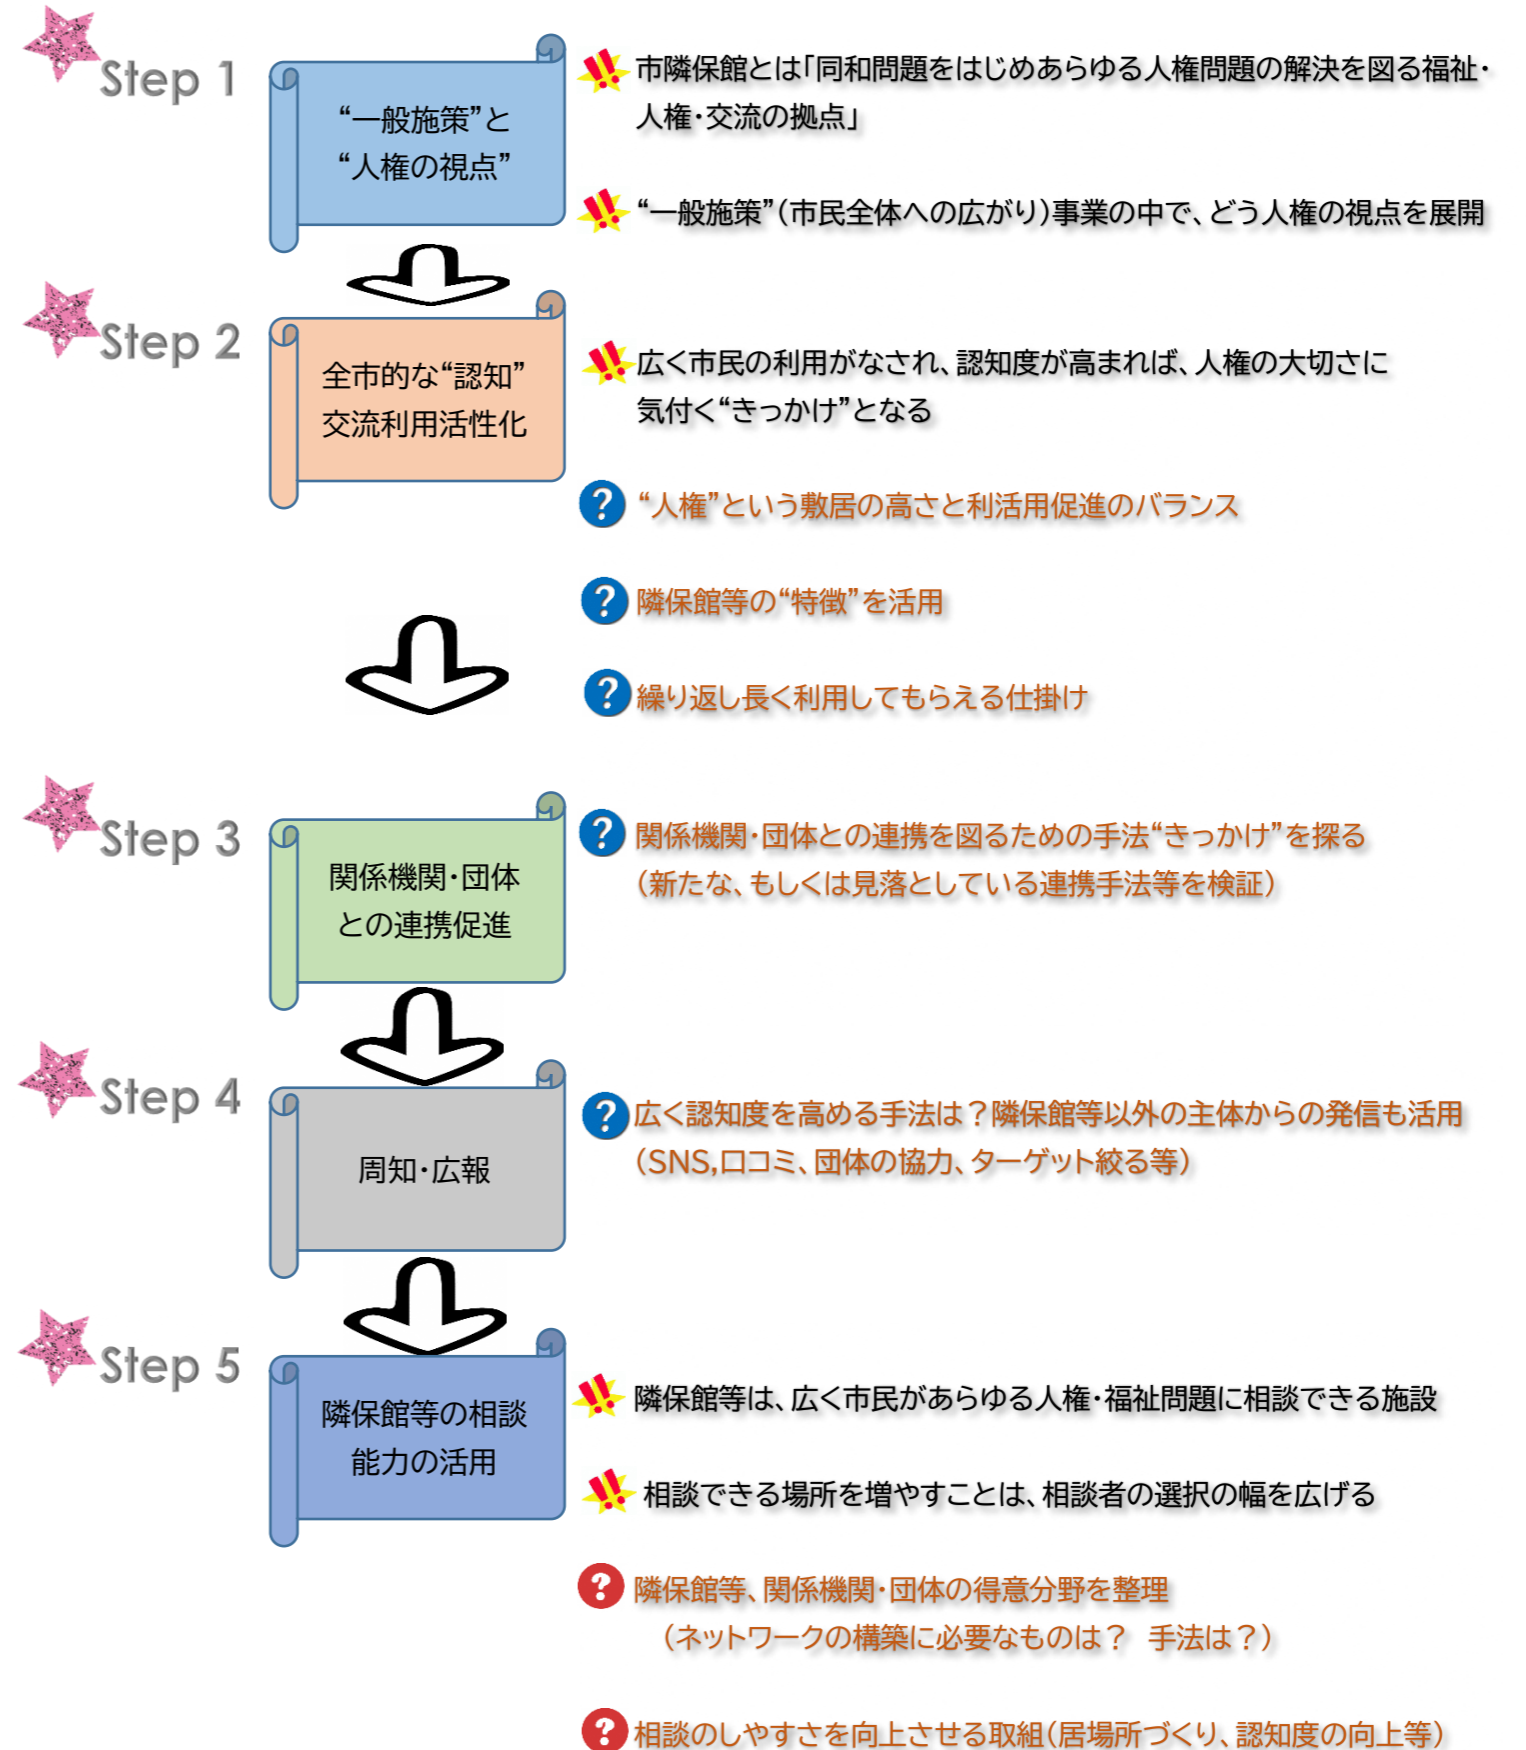 Step 1
“一般施策”と
“人権の視点”
市隣保館とは「同和問題をはじめあらゆる人権問題の解決を図る福祉・
人権・交流の拠点」
“一般施策”（市民全体への広がり）事業の中で、どう人権の視点を展開
Step 2
全市的な“認知”
交流利用活性化
広く市民の利用がなされ、認知度が高まれば、人権の大切さに
気付く“きっかけ”となる
“人権”という敷居の高さと利活用促進のバランス
隣保館等の“特徴”を活用
繰り返し長く利用してもらえる仕掛け
Step 3
関係機関・団体
との連携促進
関係機関・団体との連携を図るための手法“きっかけ”を探る
（新たな、もしくは見落としている連携手法等を検証）
Step 4
周知・広報
広く認知度を高める手法は？隣保館等以外の主体からの発信も活用
（SNS,口コミ、団体の協力、ターゲット絞る等）
Step 5
隣保館等の相談
能力の活用
隣保館等は、広く市民があらゆる人権・福祉問題に相談できる施設
相談できる場所を増やすことは、相談者の選択の幅を広げる
隣保館等、関係機関・団体の得意分野を整理
（ネットワークの構築に必要なものは？　手法は？）
相談のしやすさを向上させる取組（居場所づくり、認知度の向上等）